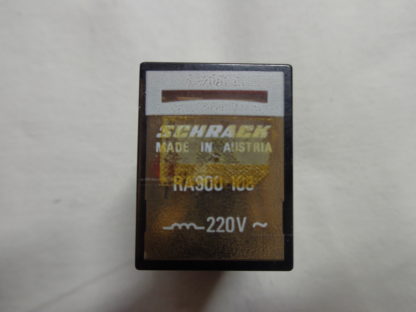 SCHRACK
MADE IN AUSTRIA
RA900-108
220V ~